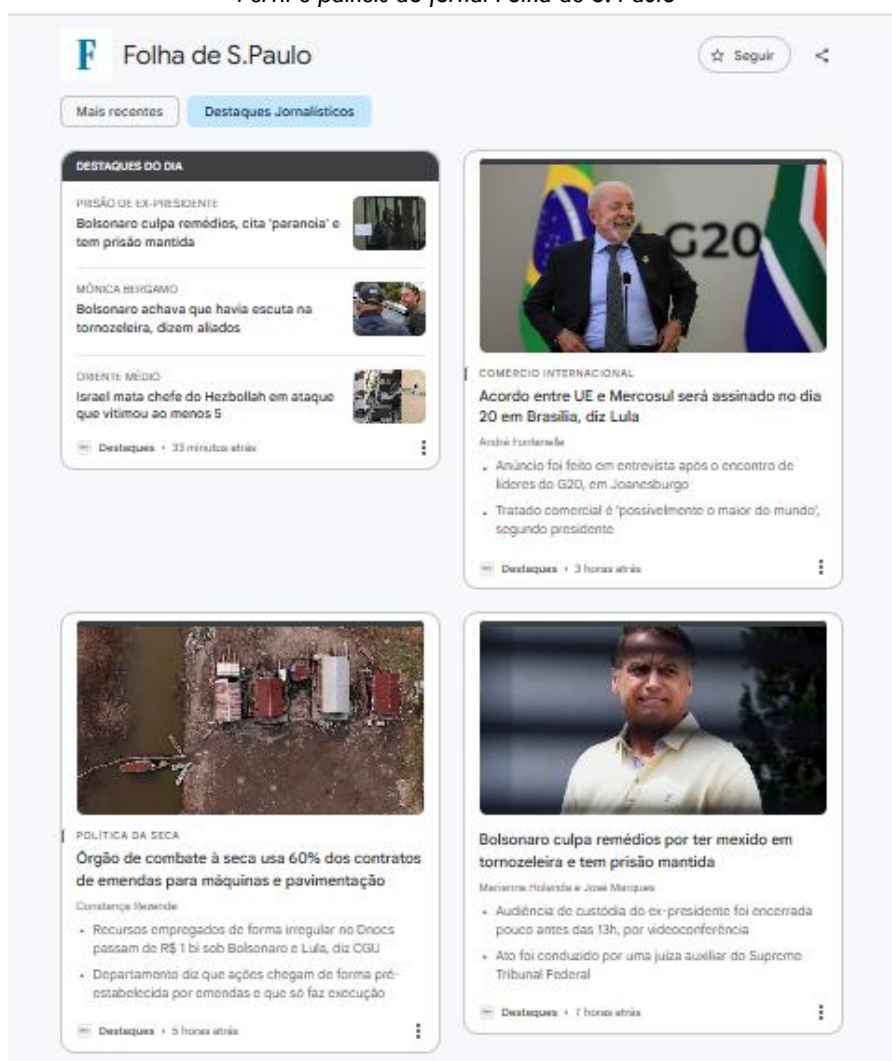 Perfil e painéis do jornal Folha de S. Paulo
F Folha de S.Paulo
Seguir
Mais recentes
Destaques Jornalísticos
DESTAQUES DO DIA
PRISÃO DE EX-PRESIDENTE
Bolsonaro culpa remédios, cita 'paranoia' e
tem prisão mantida
MÔNICA BERGAMO
Bolsonaro achava que havia escuta na
tornozeleira, dizem aliados
ORIENTE MÉDIO
Israel mata chefe do Hezbollah em ataque
que vitimou ao menos 5
Destaques • 33 minutos atrás
G20
COMÉRCIO INTERNACIONAL
Acordo entre UE e Mercosul será assinado no dia
20 em Brasília, diz Lula
André Fontenelle
• Anúncio foi feito em entrevista após o encontro de
líderes do G20, em Joanesburgo
• Tratado comercial é 'possivelmente o maior do mundo',
segundo presidente
Destaques • 3 horas atrás
POLÍTICA DA SECA
Órgão de combate à seca usa 60% dos contratos
de emendas para máquinas e pavimentação
Constança Rezende
• Recursos empregados de forma irregular no Dnocs
passam de R$ 1 bi sob Bolsonaro e Lula, diz CGU
• Departamento diz que ações chegam de forma pré-
estabelecida por emendas e que só faz execução
Destaques • 5 horas atrás
Bolsonaro culpa remédios por ter mexido em
tornozeleira e tem prisão mantida
Marianna Holanda e José Marques
• Audiência de custódia do ex-presidente foi encerrada
pouco antes das 13h, por videoconferência
• Ato foi conduzido por uma juíza auxiliar do Supremo
Tribunal Federal
Destaques • 7 horas atrás